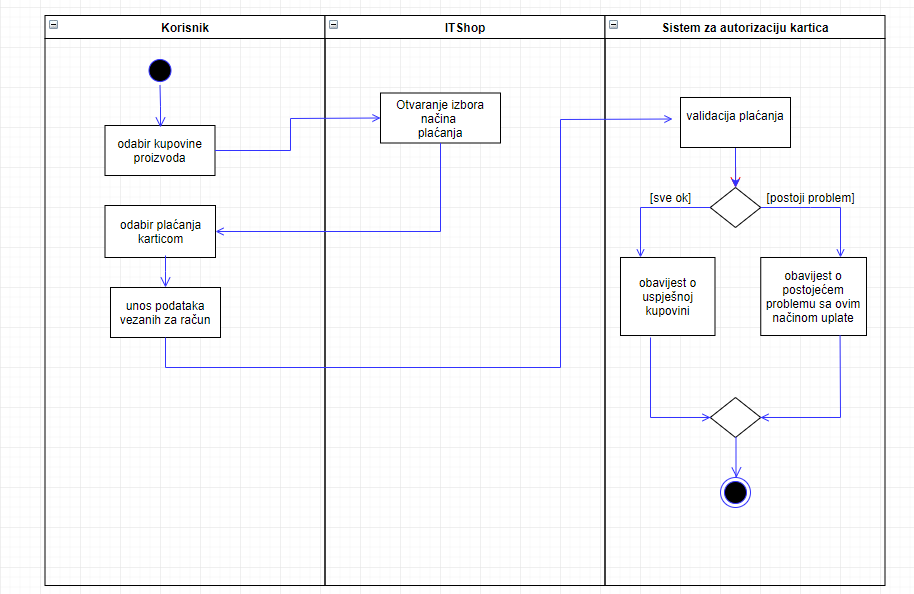 Korisnik
ITShop
Sistem za autorizaciju kartica
odabir kupovine
proizvoda
Otvaranje izbora
načina
plaćanja
validacija plaćanja
odabir plaćanja
karticom
unos podataka
vezanih za račun
[sve ok]
[postoji problem]
obavijest o
uspješnoj
kupovini
obavijest o
postojećem
problemu sa ovim
načinom uplate